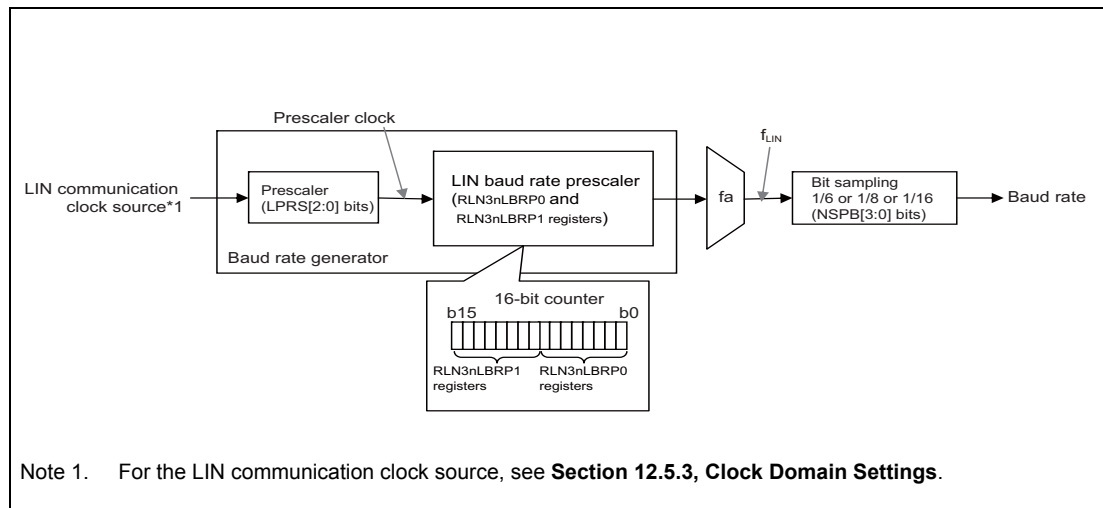 Prescaler clock
f_LIN
LIN communication
clock source*1
Prescaler
(LPRS[2:0] bits)
LIN baud rate prescaler
(RLN3nLBRP0 and
RLN3nLBRP1 registers)
fa
Bit sampling
1/6 or 1/8 or 1/16
(NSPB[3:0] bits)
Baud rate
Baud rate generator
16-bit counter
b15 b0
RLN3nLBRP1
registers
RLN3nLBRP0
registers
Note 1. For the LIN communication clock source, see Section 12.5.3, Clock Domain Settings.